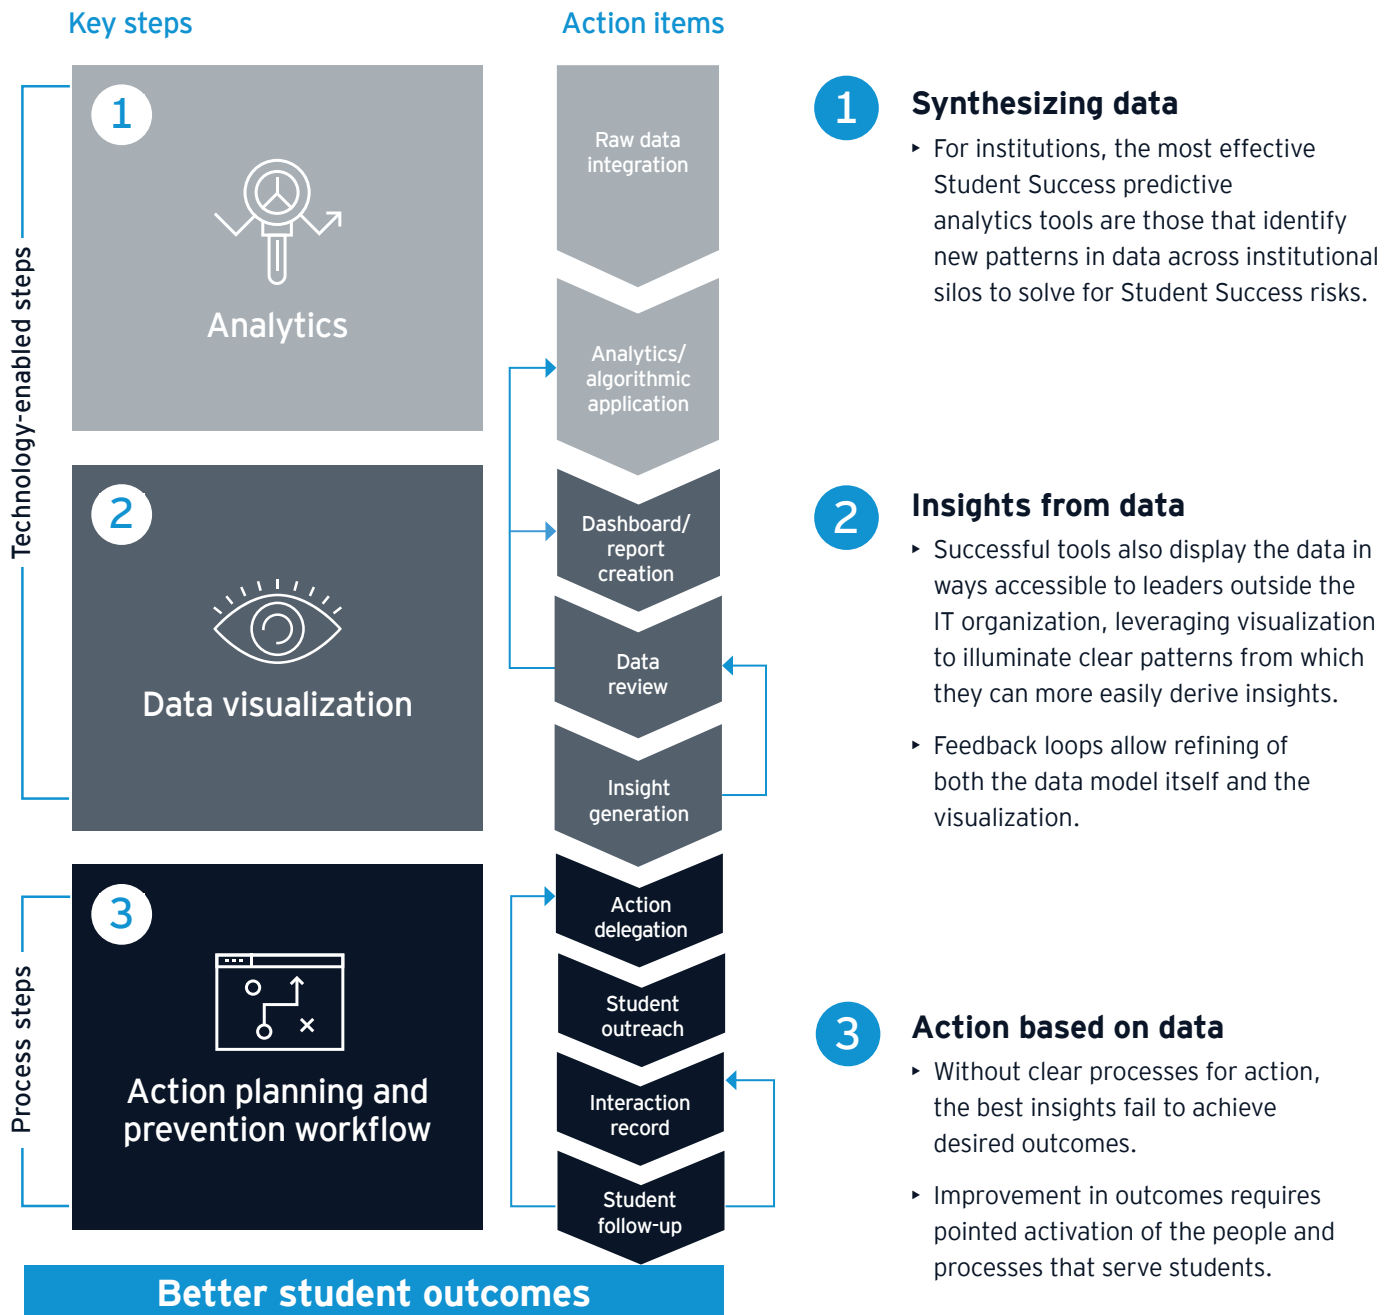 Key steps
Action items
Technology-enabled steps
1
Analytics
2
Data visualization
Process steps
3
Action planning and
prevention workflow
Raw data
integration
Analytics/
algorithmic
application
Dashboard/
report
creation
Data
review
Insight
generation
Action
delegation
Student
outreach
Interaction
record
Student
follow-up
Better student outcomes
1
Synthesizing data
‣ For institutions, the most effective
Student Success predictive
analytics tools are those that identify
new patterns in data across institutional
silos to solve for Student Success risks.
2
Insights from data
‣ Successful tools also display the data in
ways accessible to leaders outside the
IT organization, leveraging visualization
to illuminate clear patterns from which
they can more easily derive insights.
‣ Feedback loops allow refining of
both the data model itself and the
visualization.
3
Action based on data
‣ Without clear processes for action,
the best insights fail to achieve
desired outcomes.
‣ Improvement in outcomes requires
pointed activation of the people and
processes that serve students.